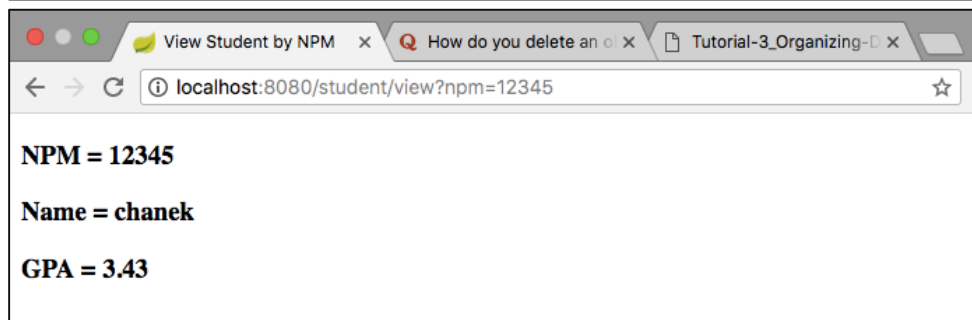 View Student by NPM
How do you delete an o
Tutorial-3_Organizing-D
localhost:8080/student/view?npm=12345
NPM = 12345
Name = chanek
GPA = 3.43